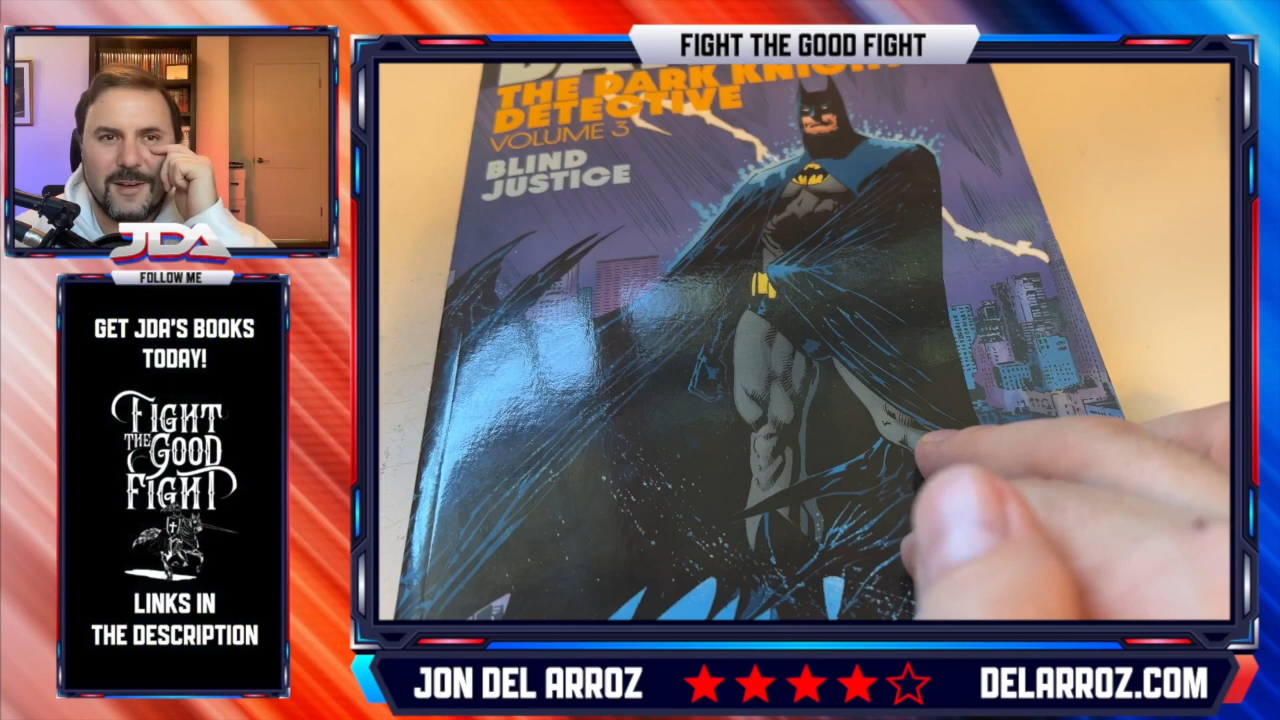 FIGHT THE GOOD FIGHT
THE DARK KNIGHT
DETECTIVE
VOLUME 3
BLIND
JUSTICE
JDA
FOLLOW ME
GET JDA'S BOOKS
TODAY!
FIGHT
THE GOOD
FIGHT
LINKS IN
THE DESCRIPTION
JON DEL ARROZ
DELARROZ.COM